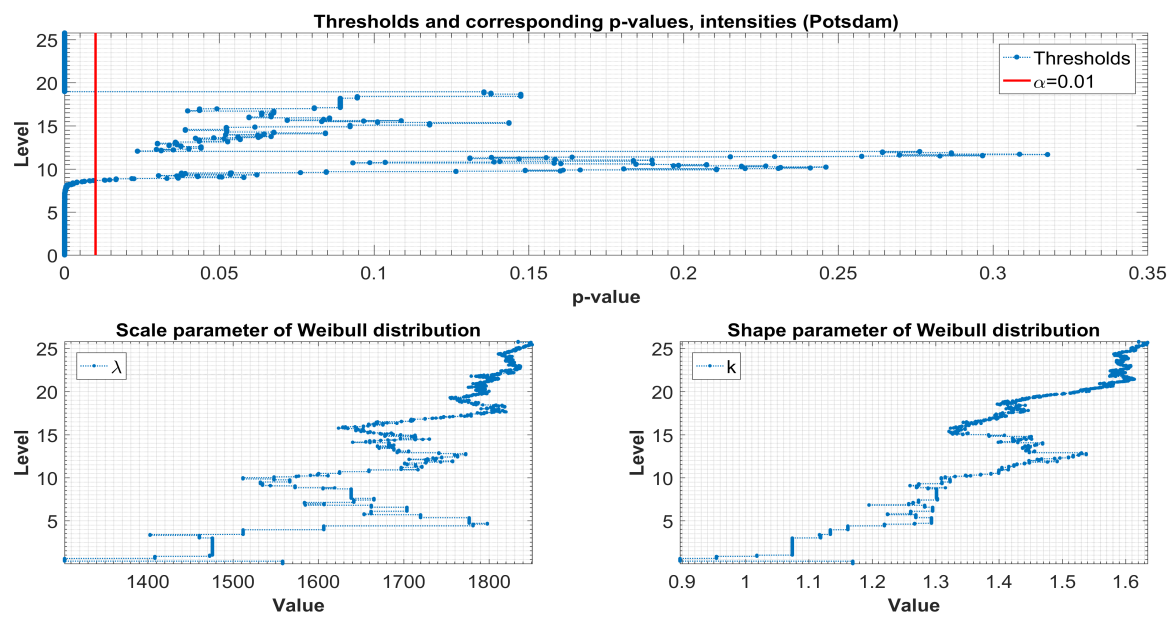 Thresholds and corresponding p-values, intensities (Potsdam)
25
20
15
10
5
0
Level
Thresholds
α=0.01
0 0.05 0.1 0.15 0.2 0.25 0.3 0.35
p-value
Scale parameter of Weibull distribution
25
20
15
10
5
Level
λ
1400 1500 1600 1700 1800
Value
Shape parameter of Weibull distribution
25
20
15
10
5
Level
k
0.9 1 1.1 1.2 1.3 1.4 1.5 1.6
Value